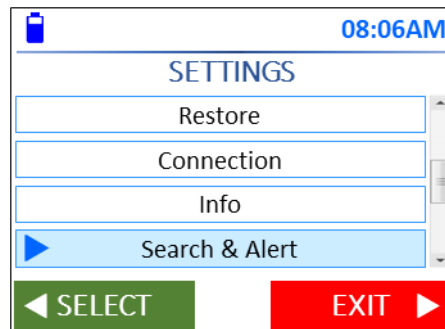 08:06AM
SETTINGS
Restore
Connection
Info
Search & Alert
SELECT
EXIT